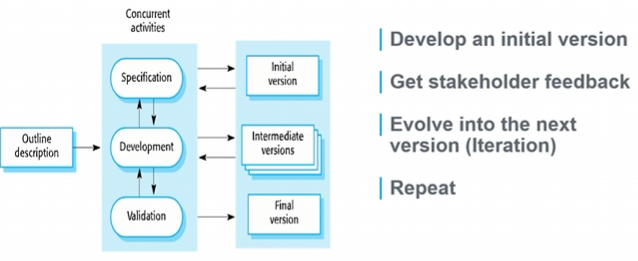 Concurrent
activities
Outline
description
Specification
Development
Validation
Initial
version
Intermediate
versions
Final
version
Develop an initial version
Get stakeholder feedback
Evolve into the next
version (Iteration)
Repeat